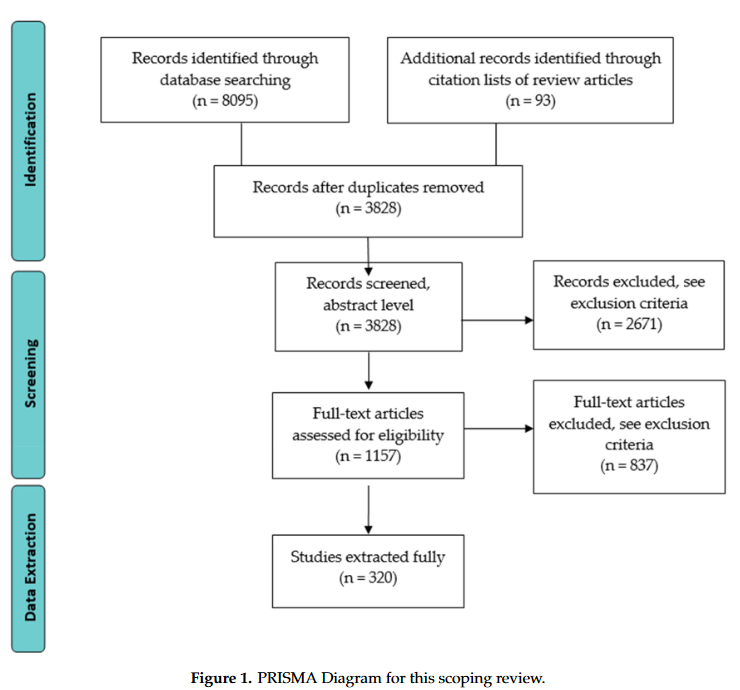 Identification
Records identified through
database searching
(n = 8095)
Additional records identified through
citation lists of review articles
(n = 93)
Records after duplicates removed
(n = 3828)
Screening
Records screened,
abstract level
(n = 3828)
Records excluded, see
exclusion criteria
(n = 2671)
Full-text articles
assessed for eligibility
(n = 1157)
Full-text articles
excluded, see exclusion
criteria
(n = 837)
Data Extraction
Studies extracted fully
(n = 320)
Figure 1. PRISMA Diagram for this scoping review.